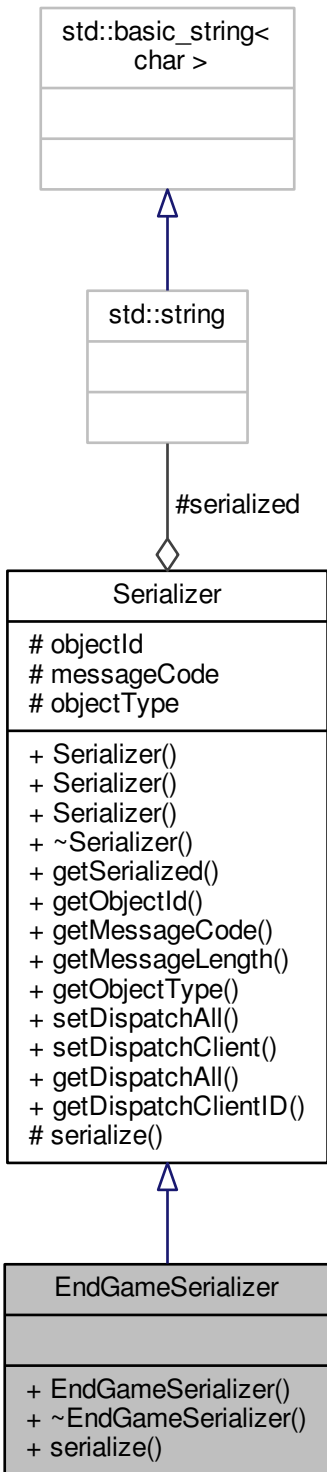 std::basic_string<
char >
std::string
#serialized
Serializer
# objectId
# messageCode
# objectType
+ Serializer()
+ Serializer()
+ Serializer()
+ ~Serializer()
+ getSerialized()
+ getObjectId()
+ getMessageCode()
+ getMessageLength()
+ getObjectType()
+ setDispatchAll()
+ setDispatchClient()
+ getDispatchAll()
+ getDispatchClientID()
# serialize()
EndGameSerializer
+ EndGameSerializer()
+ ~EndGameSerializer()
+ serialize()